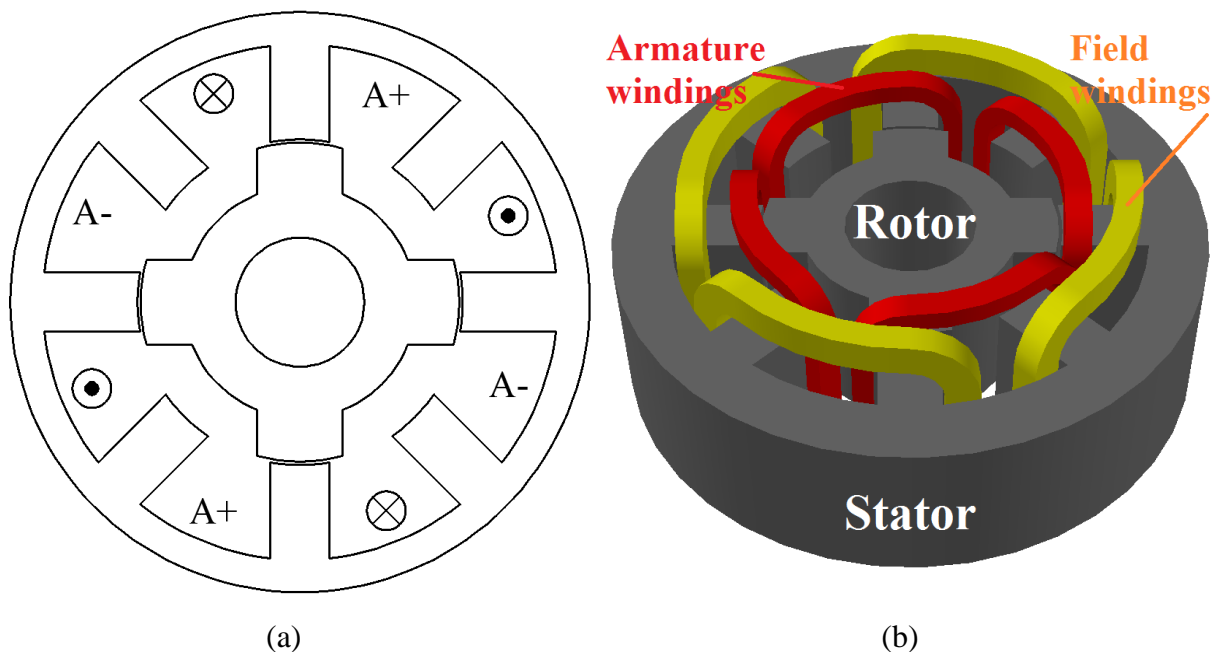 A+
A-
A-
A+
(a)
Armature
windings
Field
windings
Rotor
Stator
(b)